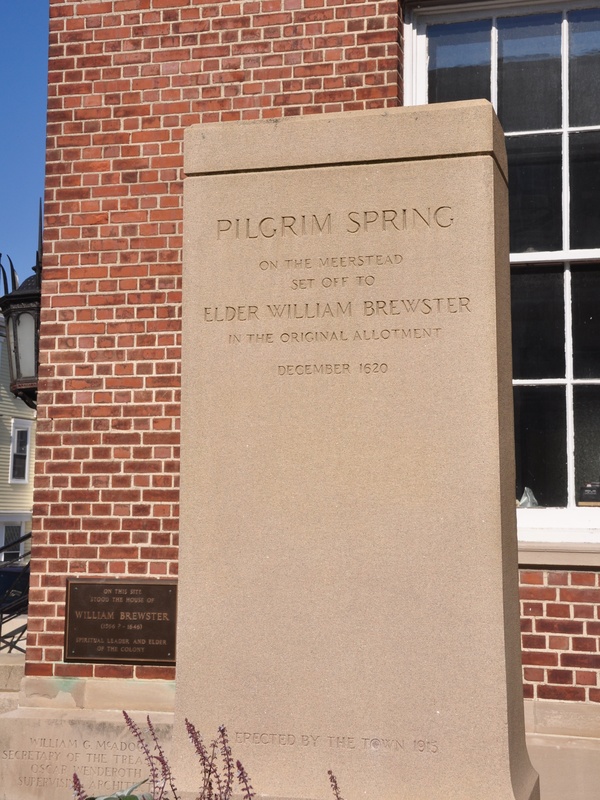 PILGRIM SPRING
ON THE MEERSTEAD
SET OFF TO
ELDER WILLIAM BREWSTER
IN THE ORIGINAL ALLOTMENT
DECEMBER 1620
ERECTED BY THE TOWN 1915
ON THIS SITE
STOOD THE HOUSE OF
WILLIAM BREWSTER
SPIRITUAL LEADER AND ELDER
OF THE COLONY
WILLIAM G. McADOO
SECRETARY OF THE TREA
OSCAR WENDEROTH
SUPERVISING ARCHIT